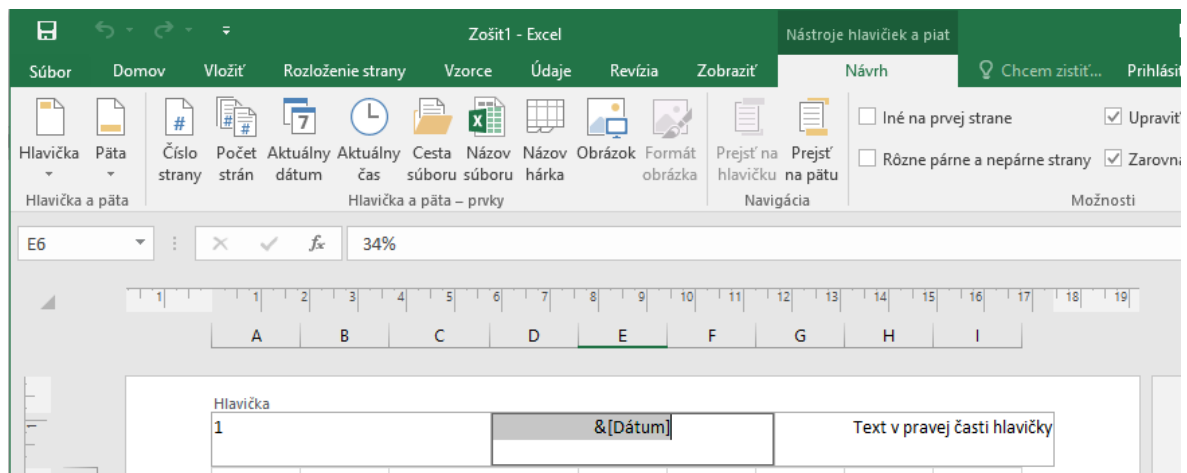 Zošit1 - Excel
Nástroje hlavičiek a piat
Súbor Domov Vložiť Rozloženie strany Vzorce Údaje Revízia Zobraziť Návrh Chcem zistiť... Prihlásiť
Hlavička Päta Číslo strany Počet strán Aktuálny dátum Aktuálny čas Cesta súboru Názov súboru Názov hárka Obrázok Formát obrázka Prejsť na hlavičku Prejsť na pätu
Iné na prvej strane Upraviť
Rôzne párne a nepárne strany
Hlavička a päta Hlavička a päta – prvky Navigácia Možnosti
E6 fx 34%
1 1 2 3 4 5 6 7 8 9 10 11 12 13 14 15 16 17 18 19
A B C D E F G H I
Hlavička
1 &[Dátum] Text v pravej časti hlavičky
1